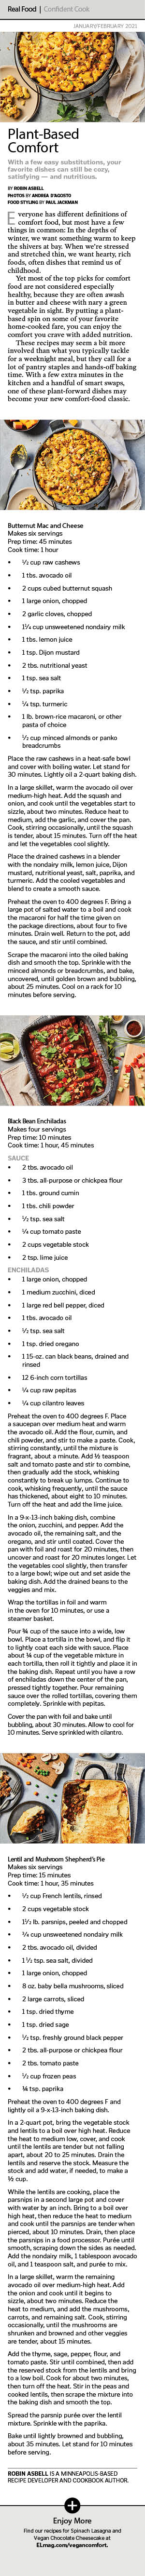 Real Food | Confident Cook
JANUARY/FEBRUARY 2021
Plant-Based
Comfort
With a few easy substitutions, your
favorite dishes can still be cozy,
satisfying — and nutritious.
BY ROBIN ASBELL
PHOTOS BY ANDREA D'AGOSTO
FOOD STYLING BY PAUL JACKMAN
Everyone has different definitions of
comfort food, but most have a few
things in common: In the depths of
winter, we want something warm to keep
the shivers at bay. When we're stressed
and stretched thin, we want hearty, rich
foods, often dishes that remind us of
childhood.
Yet most of the top picks for comfort
food are not considered especially
healthy, because they are often awash
in butter and cheese with nary a green
vegetable in sight. By putting a plant-
based spin on some of your favorite
home-cooked fare, you can enjoy the
comfort you crave with added nutrition.
These recipes may seem a bit more
involved than what you typically tackle
for a weeknight meal, but they call for a
lot of pantry staples and hands-off baking
time. With a few extra minutes in the
kitchen and a handful of smart swaps,
one of these plant-forward dishes may
become your new comfort-food classic.
Butternut Mac and Cheese
Makes six servings
Prep time: 45 minutes
Cook time: 1 hour
• ½ cup raw cashews
• 1 tbs. avocado oil
• 2 cups cubed butternut squash
• 1 large onion, chopped
• 2 garlic cloves, chopped
• 1¼ cup unsweetened nondairy milk
• 1 tbs. lemon juice
• 1 tsp. Dijon mustard
• 2 tbs. nutritional yeast
• 1 tsp. sea salt
• ½ tsp. paprika
• ¼ tsp. turmeric
• 1 lb. brown-rice macaroni, or other
pasta of choice
• ½ cup minced almonds or panko
breadcrumbs
Place the raw cashews in a heat-safe bowl
and cover with boiling water. Let stand for
30 minutes. Lightly oil a 2-quart baking dish.
In a large skillet, warm the avocado oil over
medium-high heat. Add the squash and
onion, and cook until the vegetables start to
sizzle, about two minutes. Reduce heat to
medium, add the garlic, and cover the pan.
Cook, stirring occasionally, until the squash
is tender, about 15 minutes. Turn off the heat
and let the vegetables cool slightly.
Place the drained cashews in a blender
with the nondairy milk, lemon juice, Dijon
mustard, nutritional yeast, salt, paprika, and
turmeric. Add the cooked vegetables and
blend to create a smooth sauce.
Preheat the oven to 400 degrees F. Bring a
large pot of salted water to a boil and cook
the macaroni for half the time given on
the package directions, about four to five
minutes. Drain well. Return to the pot, add
the sauce, and stir until combined.
Scrape the macaroni into the oiled baking
dish and smooth the top. Sprinkle with the
minced almonds or breadcrumbs, and bake,
uncovered, until golden brown and bubbling,
about 25 minutes. Cool on a rack for 10
minutes before serving.
Black Bean Enchiladas
Makes four servings
Prep time: 10 minutes
Cook time: 1 hour, 45 minutes
SAUCE
• 2 tbs. avocado oil
• 3 tbs. all-purpose or chickpea flour
• 1 tbs. ground cumin
• 1 tbs. chili powder
• ½ tsp. sea salt
• ¼ cup tomato paste
• 2 cups vegetable stock
• 2 tsp. lime juice
ENCHILADAS
• 1 large onion, chopped
• 1 medium zucchini, diced
• 1 large red bell pepper, diced
• 1 tbs. avocado oil
• ½ tsp. sea salt
• 1 tsp. dried oregano
• 1 15-oz. can black beans, drained and
rinsed
• 12 6-inch corn tortillas
• ¼ cup raw pepitas
• ¼ cup cilantro leaves
Preheat the oven to 400 degrees F. Place
a saucepan over medium heat and warm
the avocado oil. Add the flour, cumin, and
chili powder, and stir to make a paste. Cook,
stirring constantly, until the mixture is
fragrant, about a minute. Add ½ teaspoon
salt and tomato paste and stir to combine,
then gradually add the stock, whisking
constantly to break up lumps. Continue to
cook, whisking frequently, until the sauce
has thickened, about eight to 10 minutes.
Turn off the heat and add the lime juice.
In a 9-x-13-inch baking dish, combine
the onion, zucchini, and pepper. Add the
avocado oil, the remaining salt, and the
oregano, and stir until coated. Cover the
pan with foil and roast for 20 minutes, then
uncover and roast for 20 minutes longer. Let
the vegetables cool slightly, then transfer
to a large bowl; wipe out and set aside the
baking dish. Add the drained beans to the
veggies and mix.
Wrap the tortillas in foil and warm
in the oven for 10 minutes, or use a
steamer basket.
Pour ¾ cup of the sauce into a wide, low
bowl. Place a tortilla in the bowl, and flip it
to lightly coat each side with sauce. Place
about ¼ cup of the vegetable mixture in
each tortilla, then roll it tightly and place it in
the baking dish. Repeat until you have a row
of enchiladas down the center of the pan,
pressed tightly together. Pour remaining
sauce over the rolled tortillas, covering them
completely. Sprinkle with pepitas.
Cover the pan with foil and bake until
bubbling, about 30 minutes. Allow to cool for
10 minutes. Serve sprinkled with cilantro.
Lentil and Mushroom Shepherd's Pie
Makes six servings
Prep time: 15 minutes
Cook time: 1 hour, 35 minutes
• ½ cup French lentils, rinsed
• 2 cups vegetable stock
• 1½ lb. parsnips, peeled and chopped
• ¼ cup unsweetened nondairy milk
• 2 tbs. avocado oil, divided
• 1½ tsp. sea salt, divided
• 1 large onion, chopped
• 8 oz. baby bella mushrooms, sliced
• 2 large carrots, sliced
• 1 tsp. dried thyme
• 1 tsp. dried sage
• ½ tsp. freshly ground black pepper
• 2 tbs. all-purpose or chickpea flour
• 2 tbs. tomato paste
• ½ cup frozen peas
• ¼ tsp. paprika
Preheat the oven to 400 degrees F and
lightly oil a 9-x-13-inch baking dish.
In a 2-quart pot, bring the vegetable stock
and lentils to a boil over high heat. Reduce
the heat to medium low, cover, and cook
until the lentils are tender but not falling
apart, about 20 to 25 minutes. Drain the
lentils and reserve the stock. Measure the
stock and add water, if needed, to make a
½ cup.
While the lentils are cooking, place the
parsnips in a second large pot and cover
with water by an inch. Bring to a boil over
high heat, then reduce the heat to medium
and cook until the parsnips are tender when
pierced, about 10 minutes. Drain, then place
the parsnips in a food processor. Purée until
smooth, scraping down the sides as needed.
Add the nondairy milk, 1 tablespoon avocado
oil, and 1 teaspoon salt, and purée to mix.
In a large skillet, warm the remaining
avocado oil over medium-high heat. Add
the onion and cook until it begins to
sizzle, about two minutes. Reduce the
heat to medium, and add the mushrooms,
carrots, and remaining salt. Cook, stirring
occasionally, until the mushrooms are
shrunken and browned and other veggies
are tender, about 15 minutes.
Add the thyme, sage, pepper, flour, and
tomato paste. Stir until combined, then add
the reserved stock from the lentils and bring
to a low boil. Cook for about two minutes,
then turn off the heat. Stir in the peas and
cooked lentils, then scrape the mixture into
the baking dish and smooth the top.
Spread the parsnip purée over the lentil
mixture. Sprinkle with the paprika.
Bake until lightly browned and bubbling,
about 35 minutes. Let stand for 10 minutes
before serving.
ROBIN ASBELL IS A MINNEAPOLIS-BASED
RECIPE DEVELOPER AND COOKBOOK AUTHOR.
+
Enjoy More
Find our recipes for Spinach Lasagna and
Vegan Chocolate Cheesecake at
ELmag.com/vegancomfort.